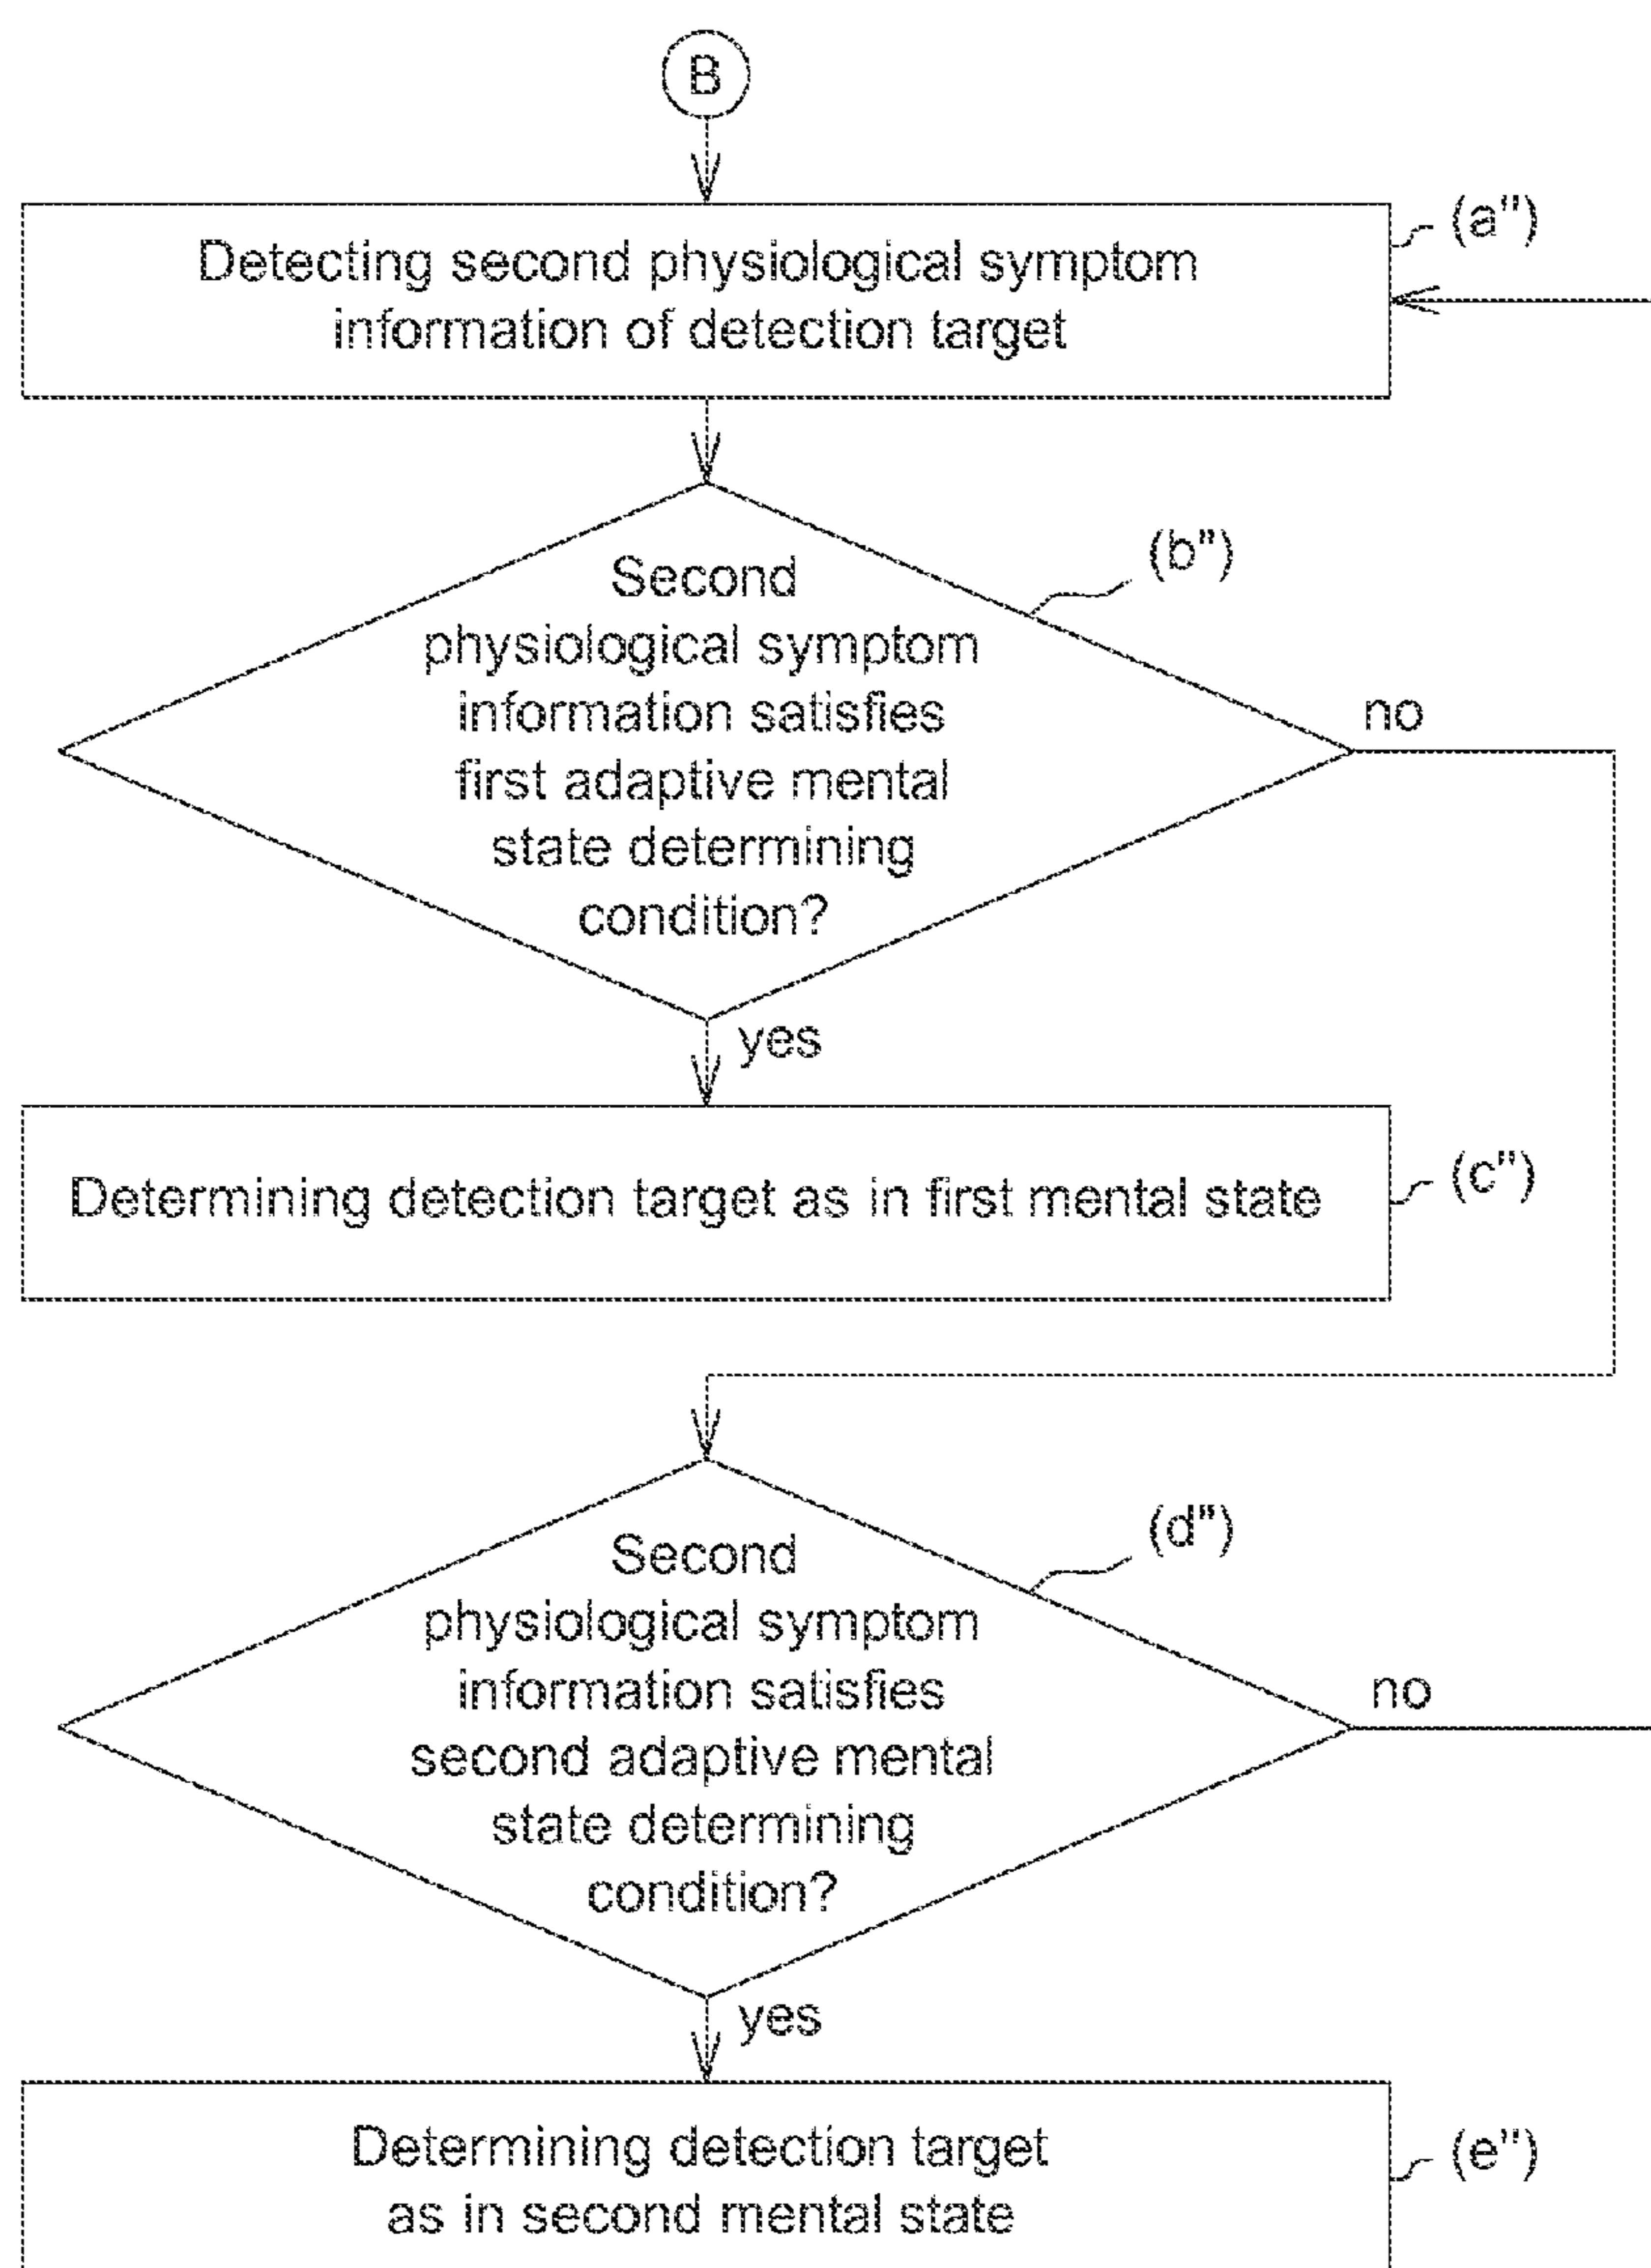 B
(a")
Detecting second physiological symptom
information of detection target
(b")
Second
physiological symptom
information satisfies
first adaptive mental
state determining
condition?
no
yes
(c")
Determining detection target as in first mental state
(d")
Second
physiological symptom
information satisfies
second adaptive mental
state determining
condition?
no
yes
(e")
Determining detection target
as in second mental state